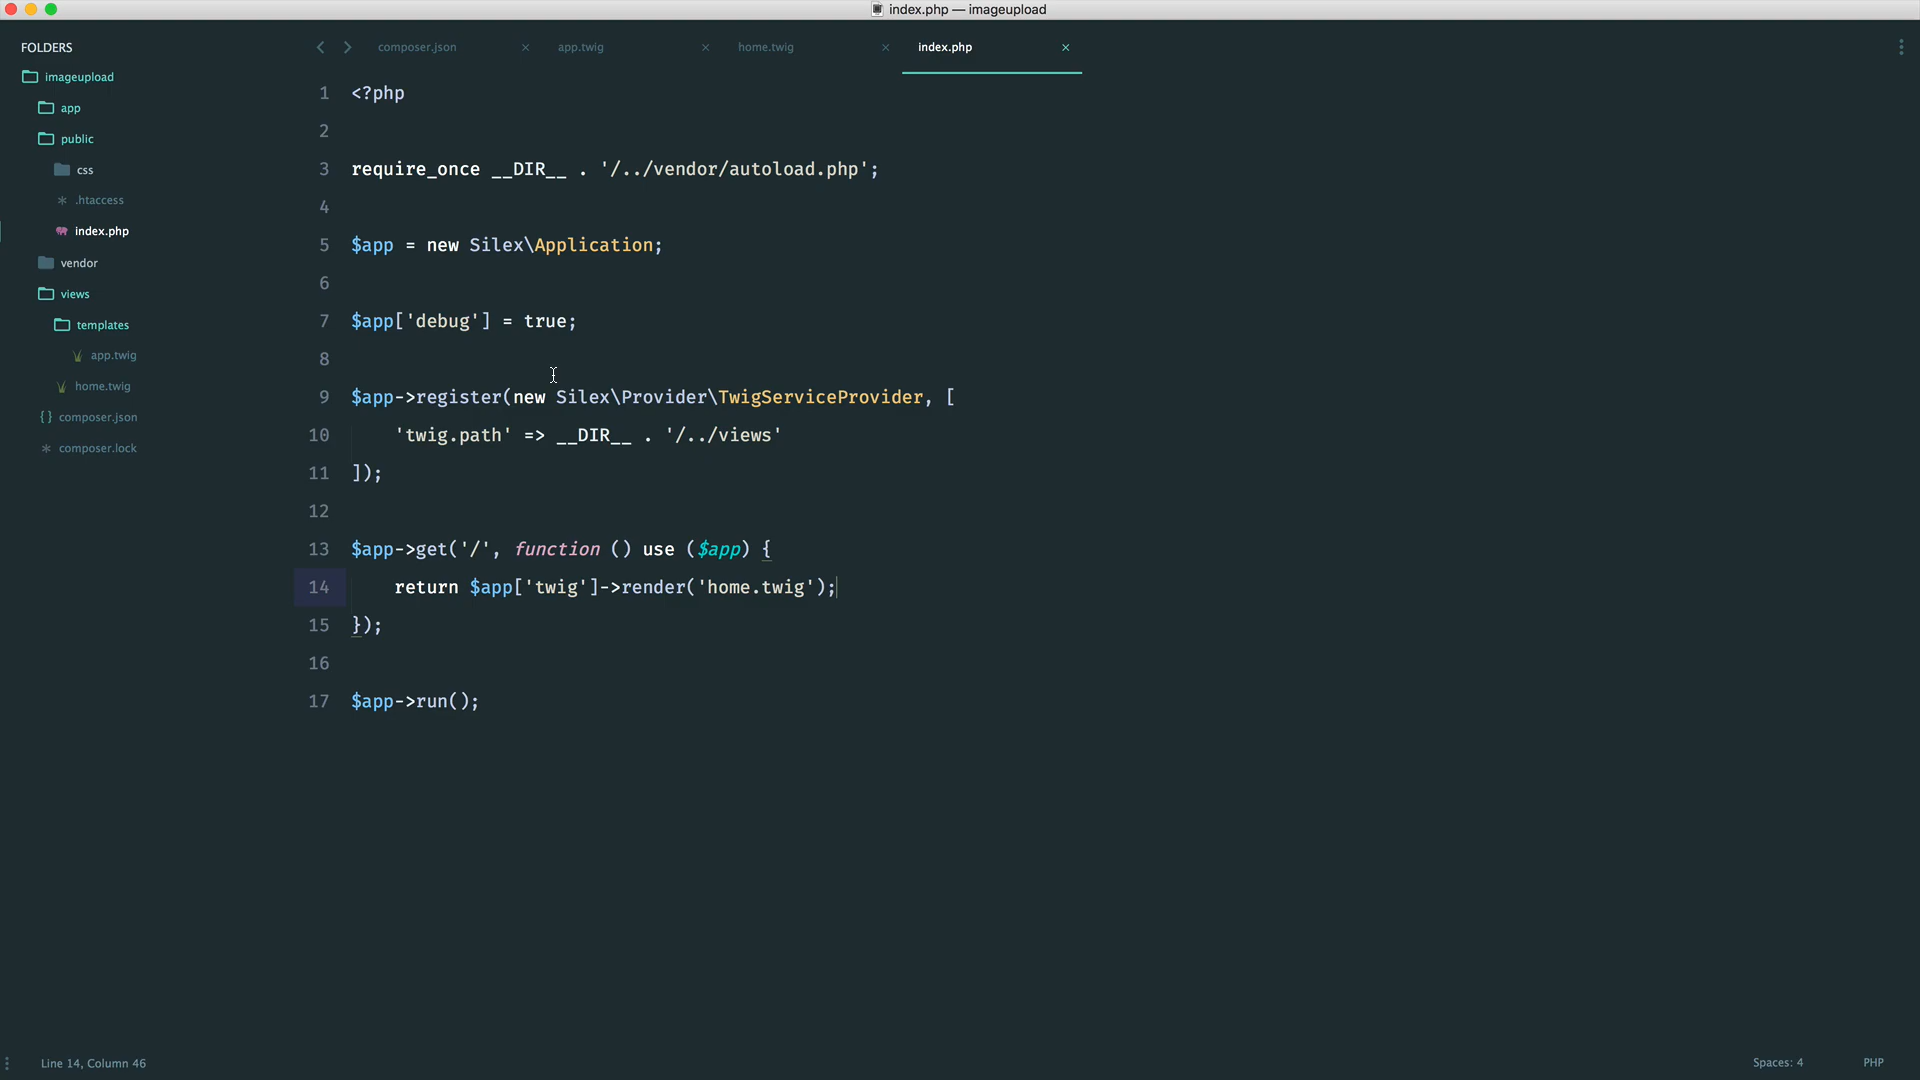 index.php — imageupload
FOLDERS
imageupload
app
public
css
.htaccess
index.php
vendor
views
templates
app.twig
home.twig
{} composer.json
composer.lock
composer.json
app.twig
home.twig
index.php
1 <?php
2
3 require_once __DIR__ . '/../vendor/autoload.php';
4
5 $app = new Silex\Application;
6
7 $app['debug'] = true;
8
9 $app->register(new Silex\Provider\TwigServiceProvider, [
10 'twig.path' => __DIR__ . '/../views'
11 ]);
12
13 $app->get('/', function () use ($app) {
14 return $app['twig']->render('home.twig');
15 });
16
17 $app->run();
Line 14, Column 46
Spaces: 4
PHP